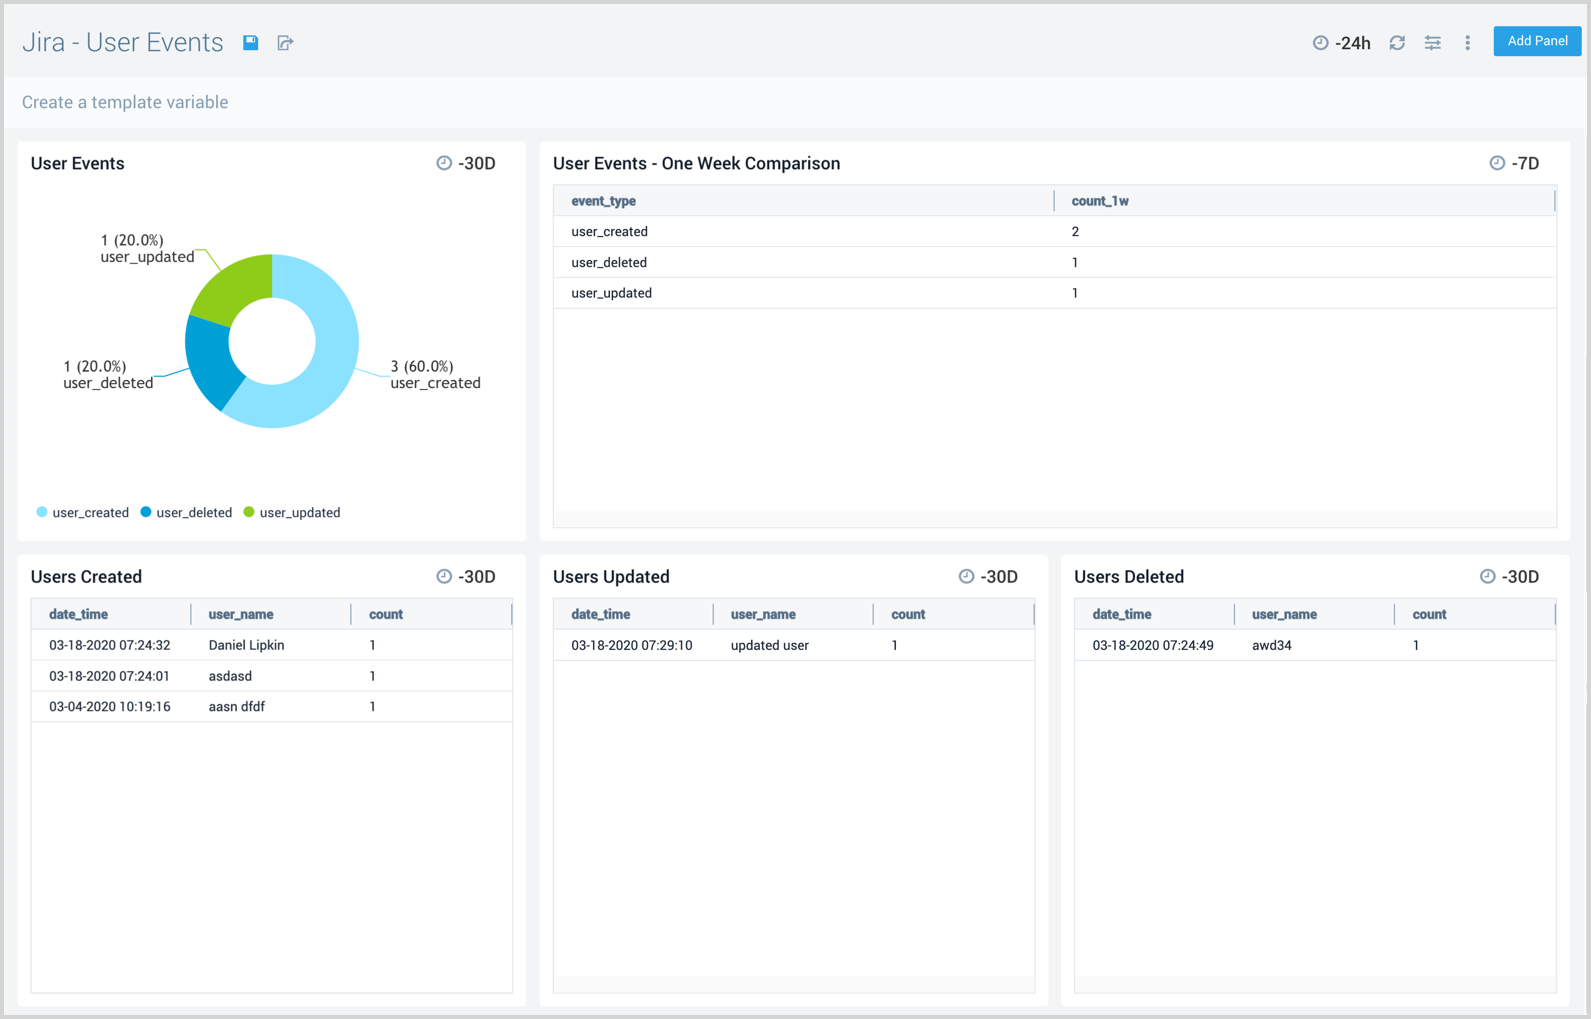 Jira - User Events
-24h
Add Panel
Create a template variable
User Events
-30D
1 (20.0%)
user_updated
1 (20.0%)
user_deleted
3 (60.0%)
user_created
user_created user_deleted user_updated
User Events - One Week Comparison
-7D
event_type count_1w
user_created 2
user_deleted 1
user_updated 1
Users Created
-30D
date_time user_name count
03-18-2020 07:24:32 Daniel Lipkin 1
03-18-2020 07:24:01 asdasd 1
03-04-2020 10:19:16 aasn dfdf 1
Users Updated
-30D
date_time user_name count
03-18-2020 07:29:10 updated user 1
Users Deleted
-30D
date_time user_name count
03-18-2020 07:24:49 awd34 1